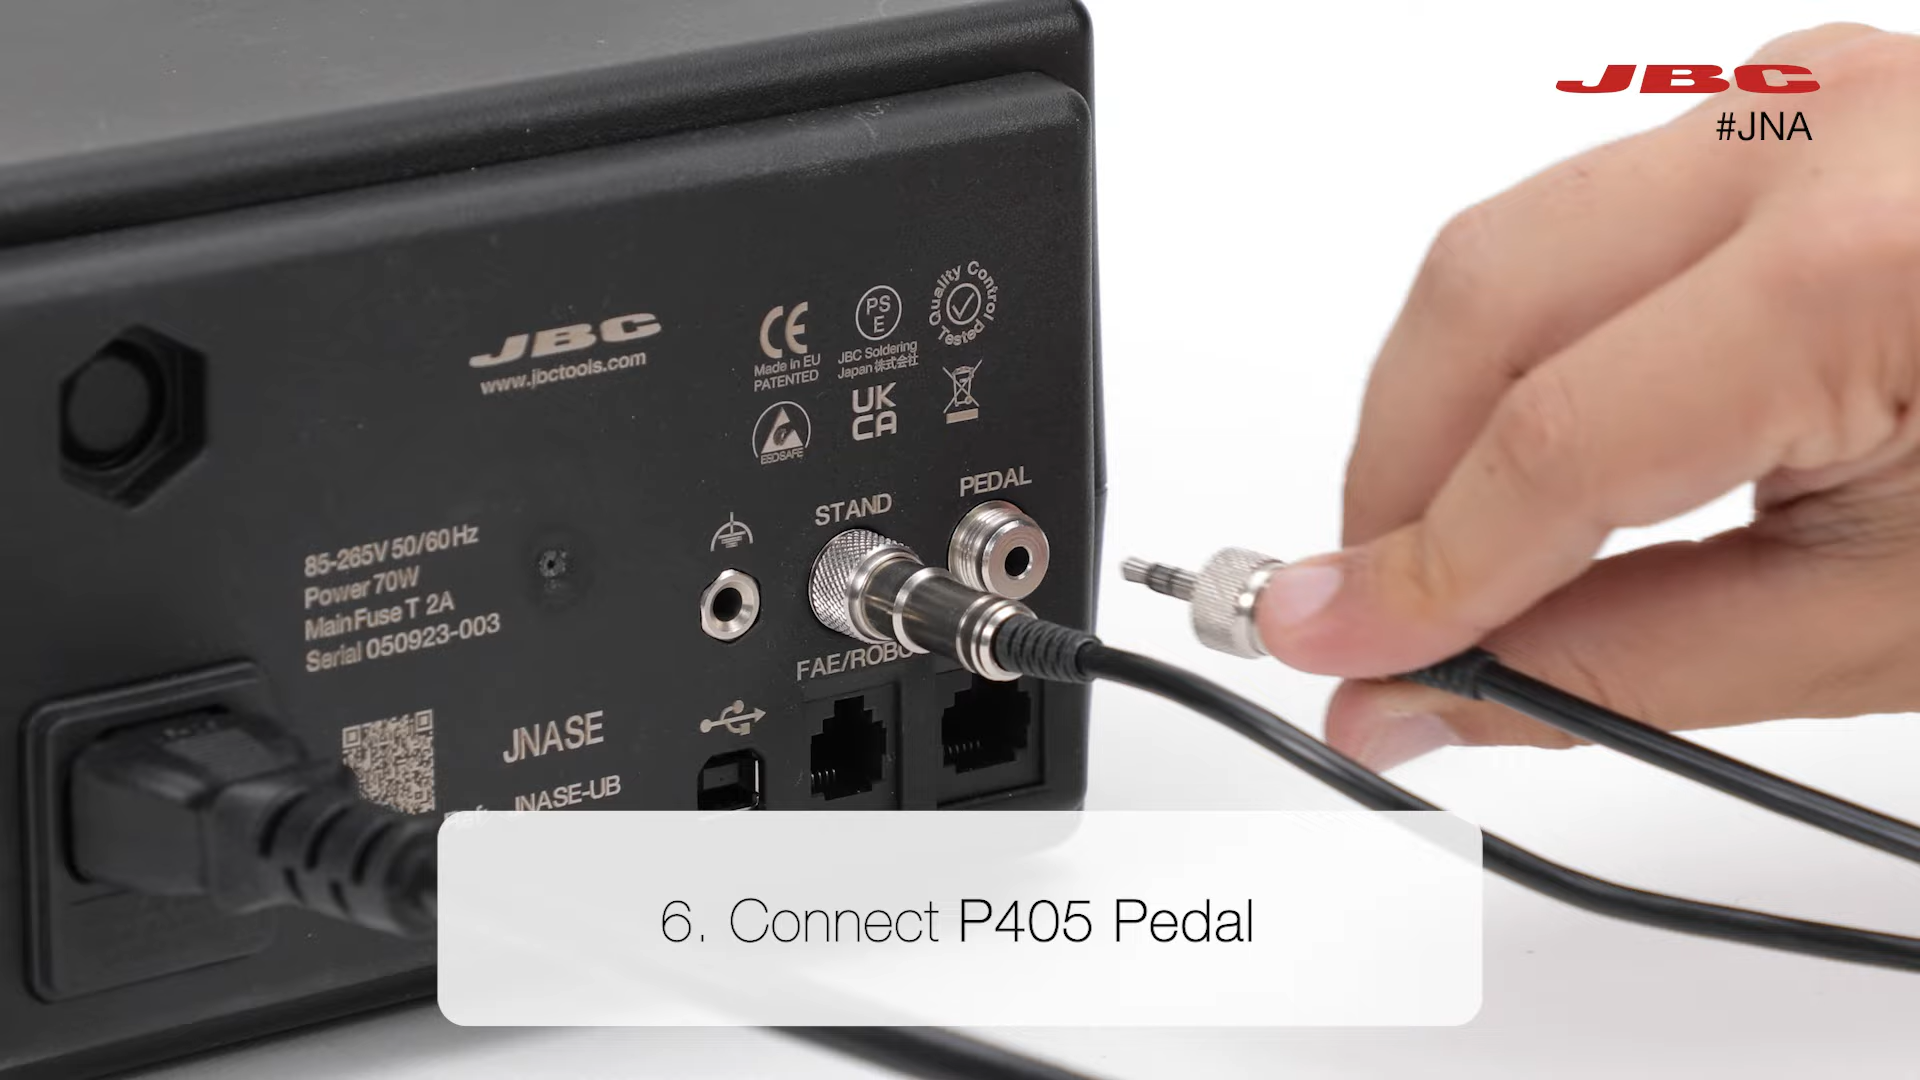 JBC
#JNA
JBC
www.jbctools.com
CE
Made in EU
PATENTED
PS
E
JBC Soldering
Japan 株式会社
Quality Control
Tested
ESDSAFE
UK
CA
STAND
PEDAL
85-265V 50/60Hz
Power 70W
Main Fuse T 2A
Serial 050923-003
FAE/ROBO
JNASE
JNASE-UB
6. Connect P405 Pedal